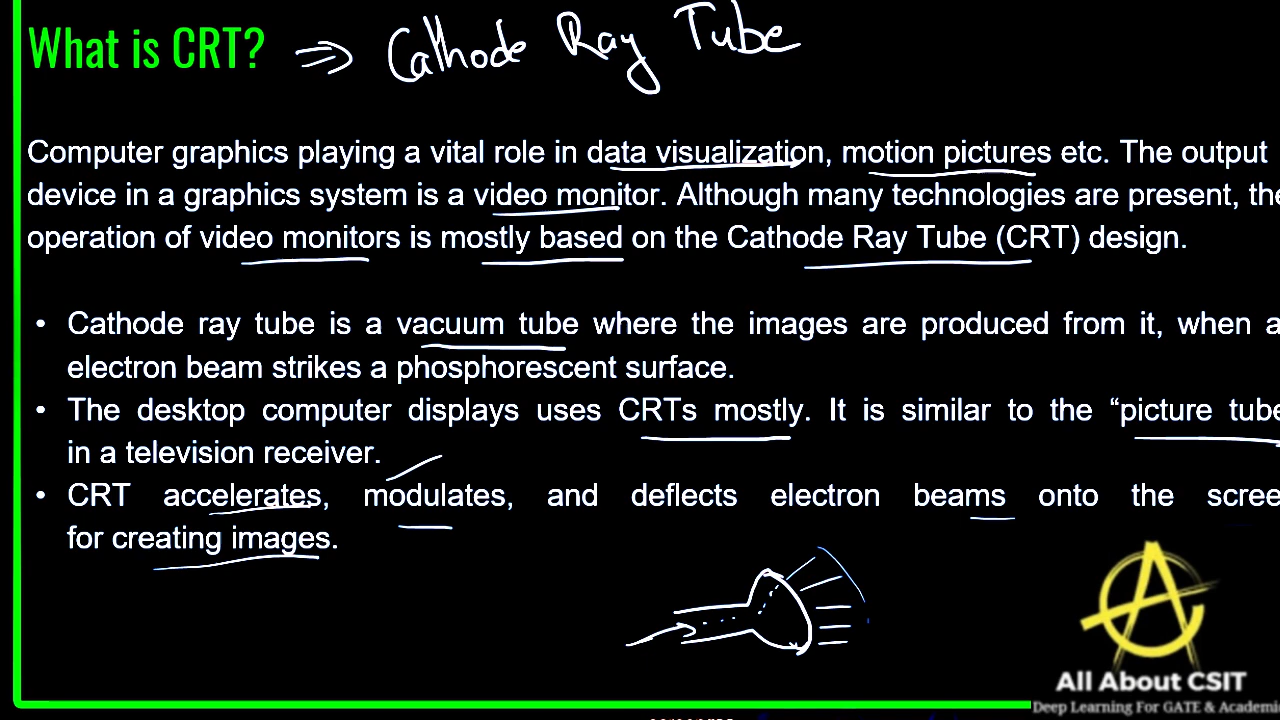 What is CRT? ⇒ Cathode Ray Tube
Computer graphics playing a vital role in data visualization, motion pictures etc. The output
device in a graphics system is a video monitor. Although many technologies are present, the
operation of video monitors is mostly based on the Cathode Ray Tube (CRT) design.
• Cathode ray tube is a vacuum tube where the images are produced from it, when a
electron beam strikes a phosphorescent surface.
• The desktop computer displays uses CRTs mostly. It is similar to the “picture tube
in a television receiver.
• CRT accelerates, modulates, and deflects electron beams onto the scree
for creating images.
All About CSIT
Deep Learning For GATE & Academi